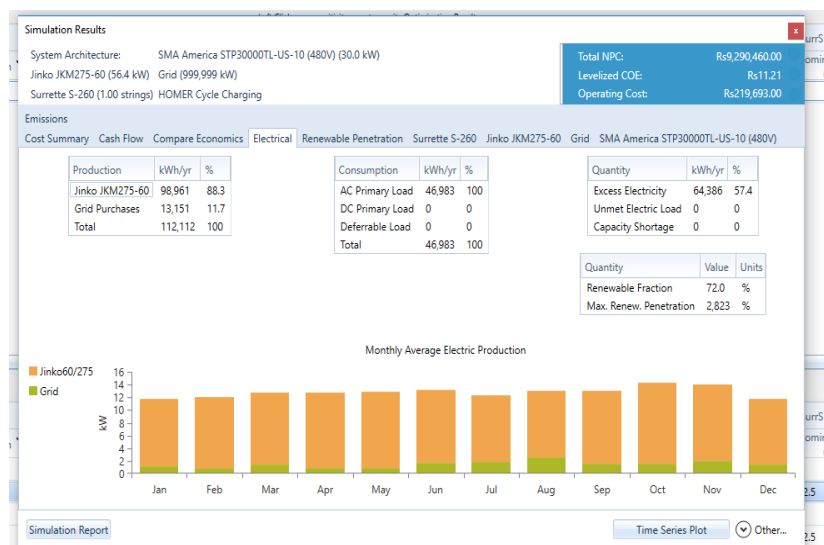 Simulation Results
x
System Architecture: SMA America STP30000TL-US-10 (480V) (30.0 kW)
Jinko JKM275-60 (56.4 kW) Grid (999,999 kW)
Surrette S-260 (1.00 strings) HOMER Cycle Charging
Total NPC: Rs9,290,460.00
Levelized COE: Rs11.21
Operating Cost: Rs219,693.00
Emissions
Cost Summary Cash Flow Compare Economics Electrical Renewable Penetration Surrette S-260 Jinko JKM275-60 Grid SMA America STP30000TL-US-10 (480V)
Production kWh/yr %
Jinko JKM275-60 98,961 88.3
Grid Purchases 13,151 11.7
Total 112,112 100
Consumption kWh/yr %
AC Primary Load 46,983 100
DC Primary Load 0 0
Deferrable Load 0 0
Total 46,983 100
Quantity kWh/yr %
Excess Electricity 64,386 57.4
Unmet Electric Load 0 0
Capacity Shortage 0 0
Quantity Value Units
Renewable Fraction 72.0 %
Max. Renew. Penetration 2,823 %
Monthly Average Electric Production
Jinko60/275
Grid
kW
16
14
12
10
8
6
4
2
0
Jan Feb Mar Apr May Jun Jul Aug Sep Oct Nov Dec
Simulation Report
Time Series Plot
Other...
2.5
2.5